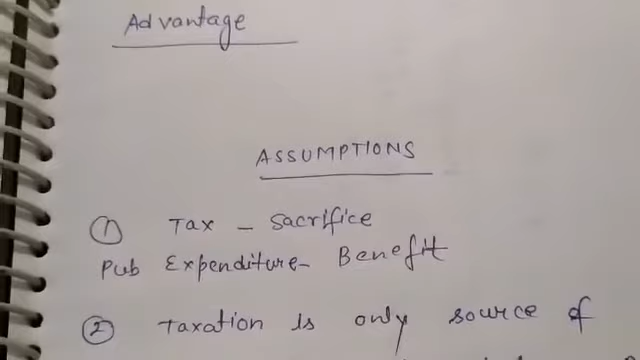 Advantage
ASSUMPTIONS
① Tax - Sacrifice
Pub Expenditure- Benefit
② Taxation is only source of